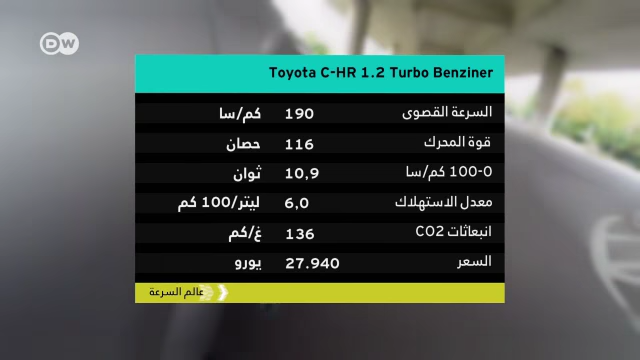 DW
Toyota C-HR 1.2 Turbo Benziner
السرعة القصوى 190 كم/سا
قوة المحرك 116 حصان
0-100 كم/سا 10,9 ثوان
معدل الاستهلاك 6,0 ليتر/100 كم
انبعاثات CO2 136 غ/كم
السعر 27.940 يورو
عالم السرعة